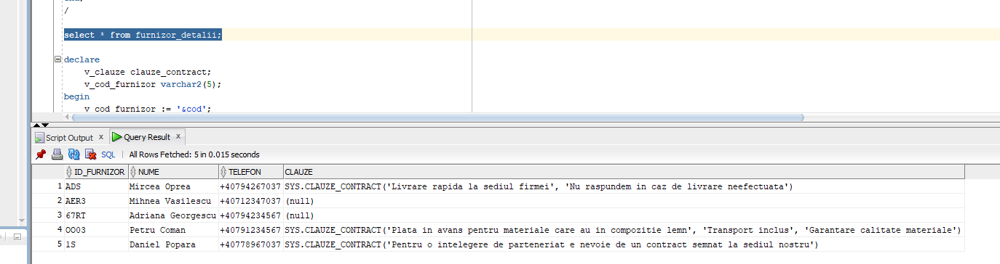 /
select * from furnizor_detalii;
declare
v_clauze clauze_contract;
v_cod_furnizor varchar2(5);
begin
v_cod_furnizor := '&cod';
Script Output x Query Result x
SQL | All Rows Fetched: 5 in 0.015 seconds
ID_FURNIZOR NUME TELEFON CLAUZE
1 ADS Mircea Oprea +40794267037 SYS.CLAUZE_CONTRACT('Livrare rapida la sediul firmei', 'Nu raspundem in caz de livrare neefectuata')
2 AER3 Mihnea Vasilescu +40712347037 (null)
3 67RT Adriana Georgescu +40794234567 (null)
4 OO03 Petru Coman +40791234567 SYS.CLAUZE_CONTRACT('Plata in avans pentru materiale care au in compozitie lemn', 'Transport inclus', 'Garantare calitate materiale')
5 1S Daniel Popara +40778967037 SYS.CLAUZE_CONTRACT('Pentru o intelegere de parteneriat e nevoie de un contract semnat la sediul nostru')